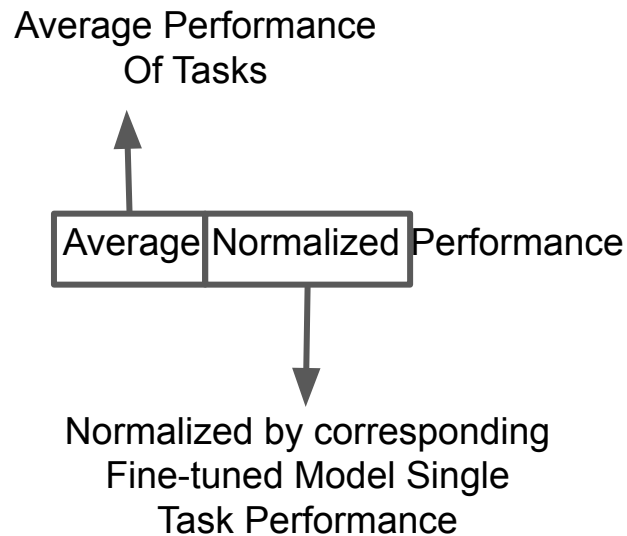 Average Performance
Of Tasks
Average Normalized Performance
Normalized by corresponding
Fine-tuned Model Single
Task Performance